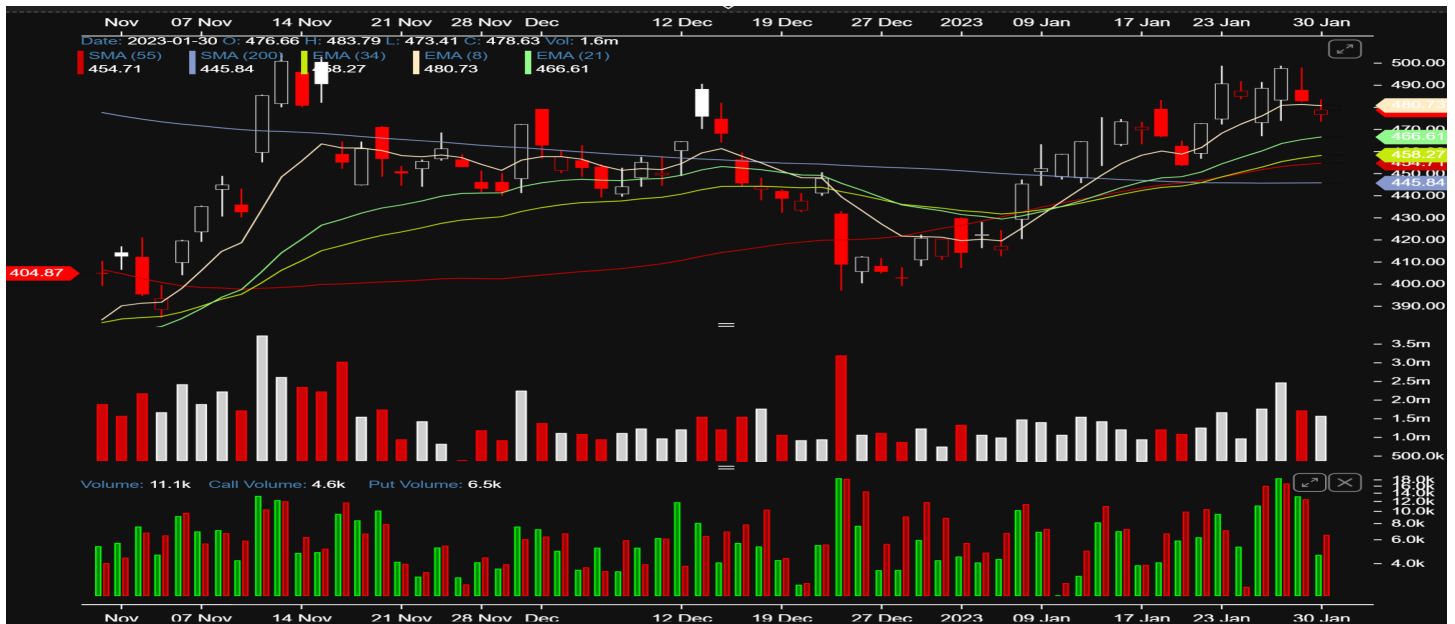 Nov 07 Nov 14 Nov 21 Nov 28 Nov Dec 12 Dec 19 Dec 27 Dec 2023 09 Jan 17 Jan 23 Jan 30 Jan
Date: 2023-01-30 O: 476.66 H: 483.79 L: 473.41 C: 478.63 Vol: 1.6m
SMA (55) SMA (200) EMA (34) EMA (8) EMA (21)
454.71 445.84 58.27 480.73 466.61
500.00
490.00
480.73
470.00
466.61
458.27
454.71
450.00
445.84
440.00
430.00
420.00
410.00
404.87
400.00
390.00
3.5m
3.0m
2.5m
2.0m
1.5m
1.0m
500.0k
Volume: 11.1k Call Volume: 4.6k Put Volume: 6.5k
18.0k
16.0k
14.0k
12.0k
10.0k
8.0k
6.0k
4.0k
Nov 07 Nov 14 Nov 21 Nov 28 Nov Dec 12 Dec 19 Dec 27 Dec 2023 09 Jan 17 Jan 23 Jan 30 Jan